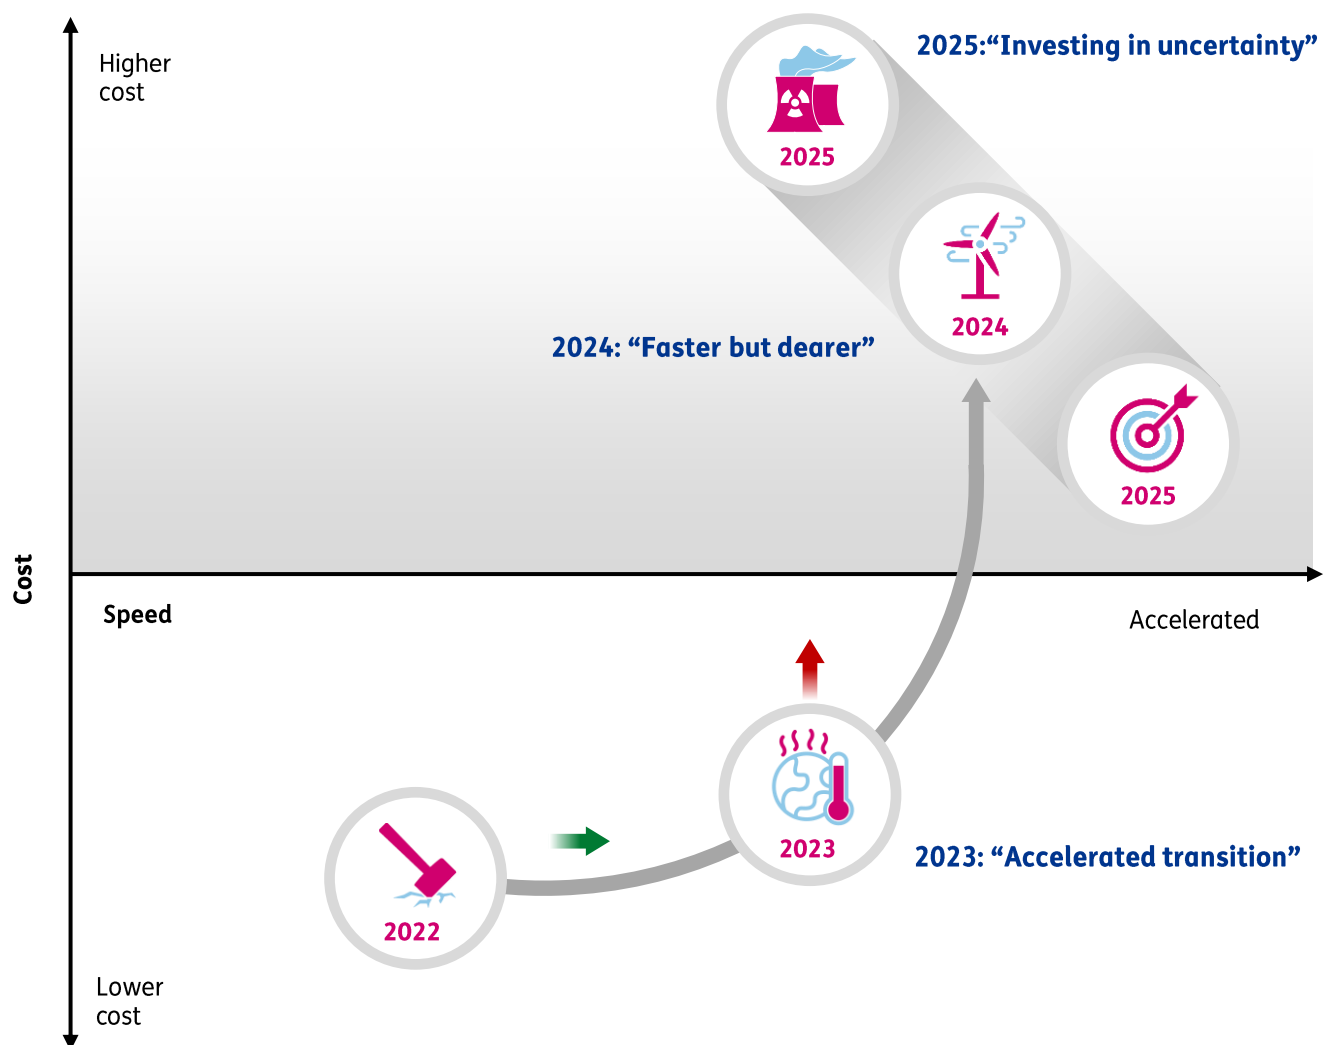 Higher
cost
2025:“Investing in uncertainty”
2025
2024
2024: “Faster but dearer”
2025
Cost
Speed
Accelerated
2023
2023: “Accelerated transition”
2022
Lower
cost